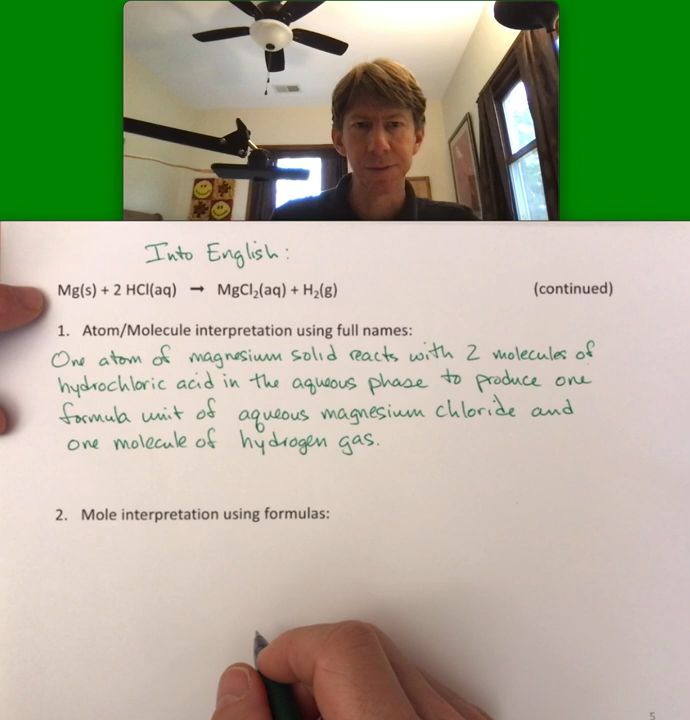 Into English:
Mg(s) + 2 HCl(aq) → MgCl₂(aq) + H₂(g) (continued)
1. Atom/Molecule interpretation using full names:
One atom of magnesium solid reacts with 2 molecules of
hydrochloric acid in the aqueous phase to produce one
formula unit of aqueous magnesium chloride and
one molecule of hydrogen gas.
2. Mole interpretation using formulas:
5